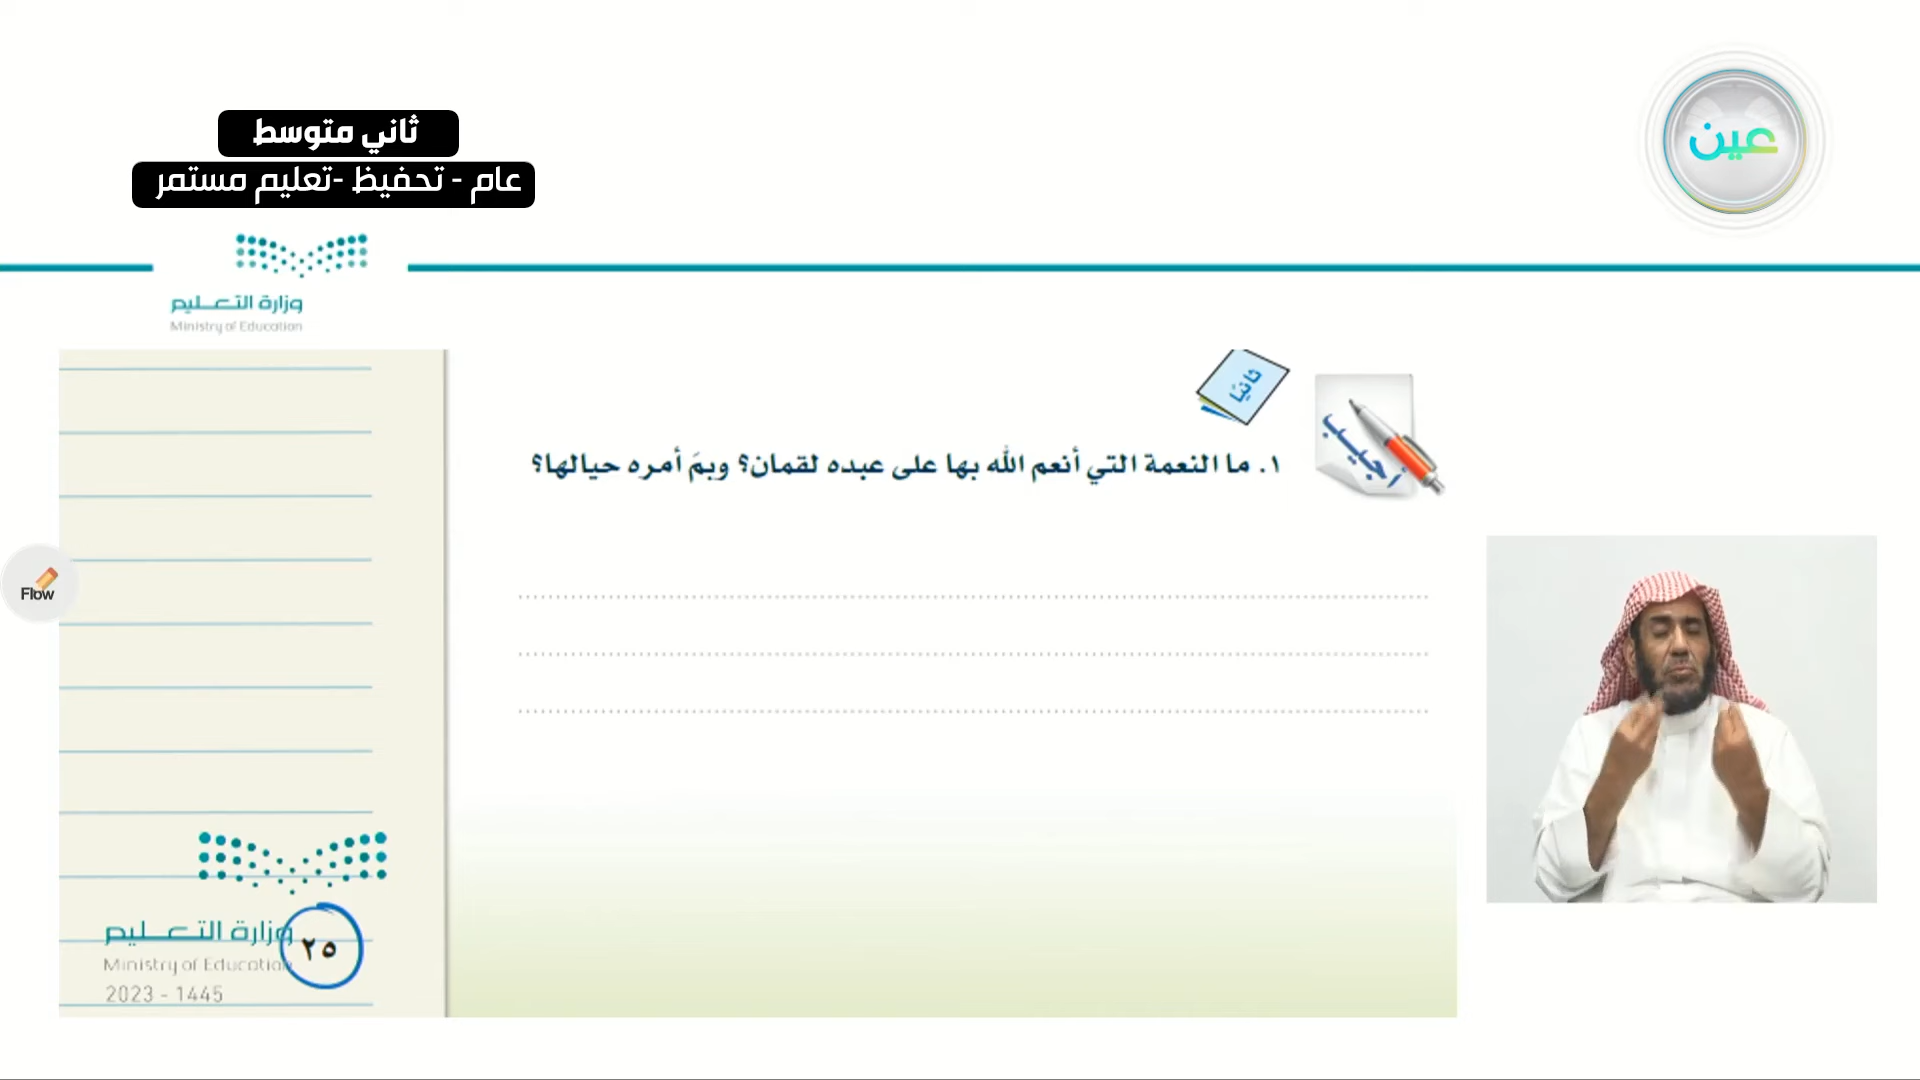 عين
ثاني متوسط
عام - تحفيظ -تعليم مستمر
وزارة التعليم
Ministry of Education
ثانيًا
أجيب
١. ما النعمة التي أنعم الله بها على عبده لقمان؟ وبمَ أمره حيالها؟
Flow
وزارة التعليم
٢٥
Ministry of Education
2023 - 1445